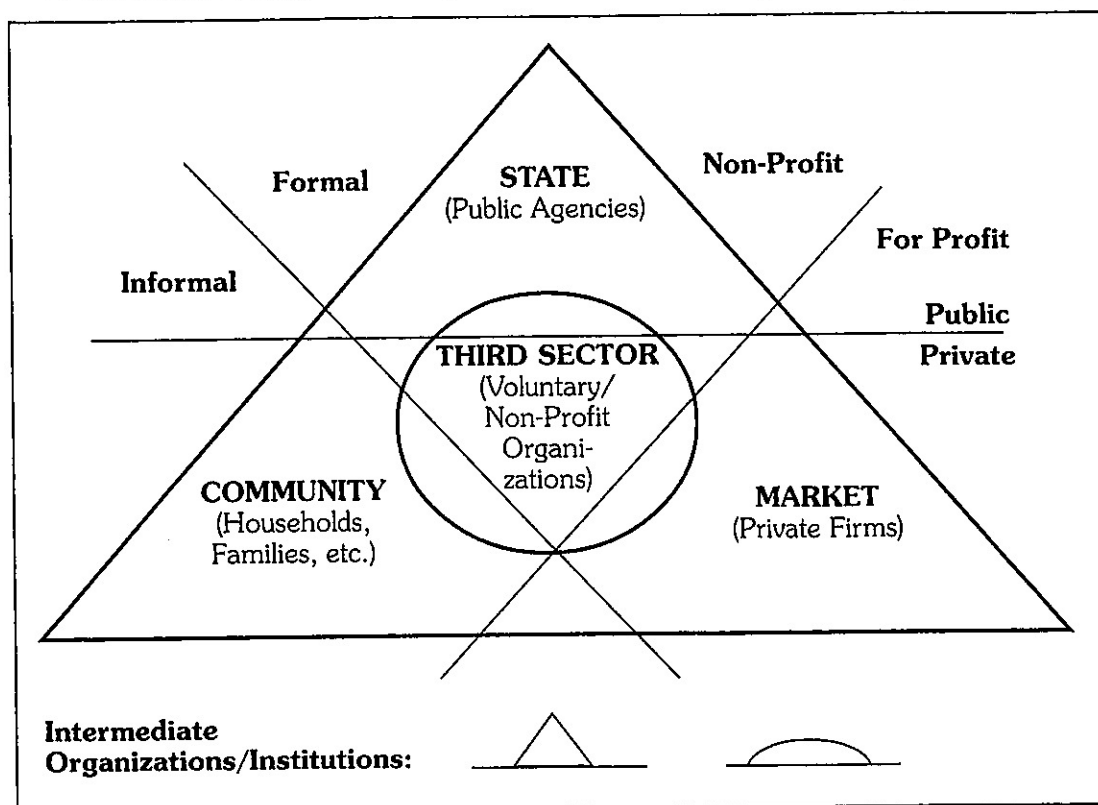 Formal
STATE
(Public Agencies)
Non-Profit
For Profit
Informal
Public
Private
THIRD SECTOR
(Voluntary/
Non-Profit
Organi-
zations)
COMMUNITY
(Households,
Families, etc.)
MARKET
(Private Firms)
Intermediate
Organizations/Institutions: